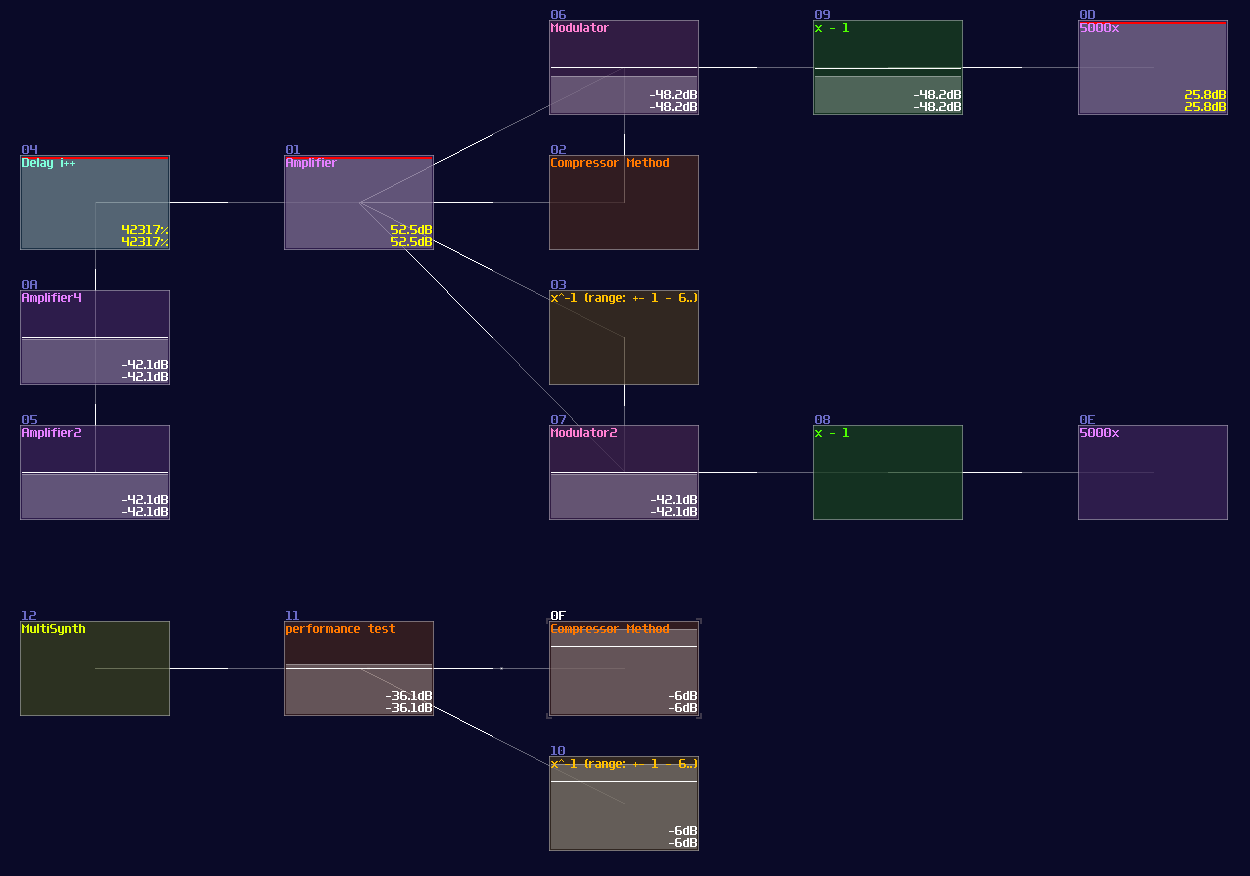 06
Modulator
-48.2dB
-48.2dB
09
x - 1
-48.2dB
-48.2dB
0D
5000x
25.8dB
25.8dB
04
Delay i++
42317%
42317%
01
Amplifier
52.5dB
52.5dB
02
Compressor Method
0A
Amplifier4
-42.1dB
-42.1dB
03
x^-1 (range: +- 1 - 6..)
05
Amplifier2
-42.1dB
-42.1dB
07
Modulator2
-42.1dB
-42.1dB
08
x - 1
0E
5000x
12
MultiSynth
11
performance test
-36.1dB
-36.1dB
0F
Compressor Method
-6dB
-6dB
10
x^-1 (range: +- 1 - 6..)
-6dB
-6dB